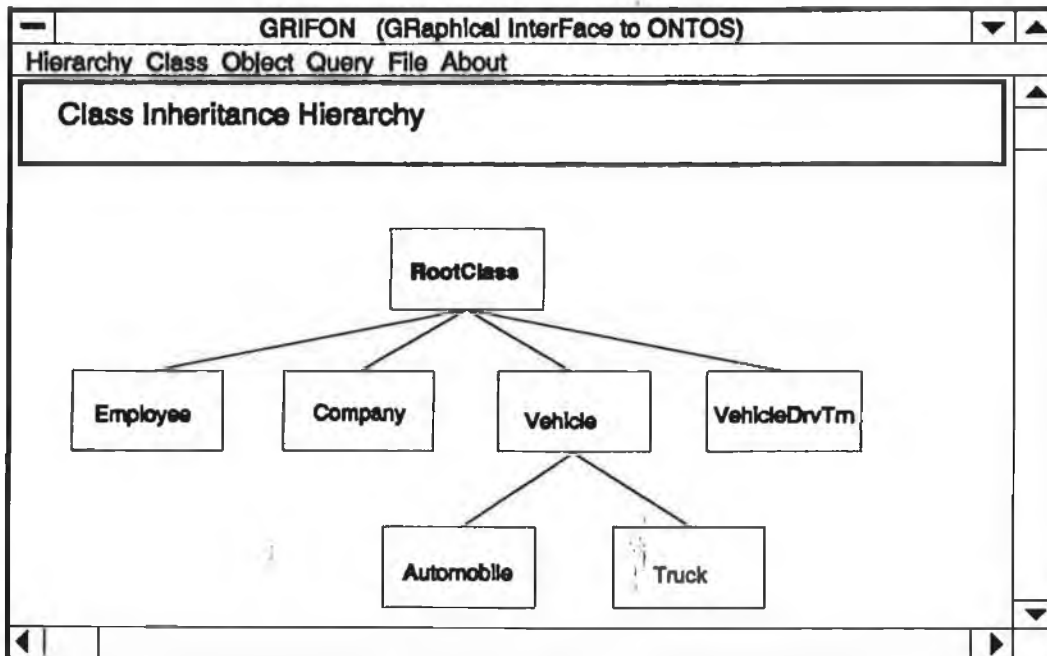 GRIFON (GRaphical InterFace to ONTOS)
Hierarchy Class Object Query File About
Class Inheritance Hierarchy
RootClass
Employee Company Vehicle VehicleDrvTrn
Automobile Truck